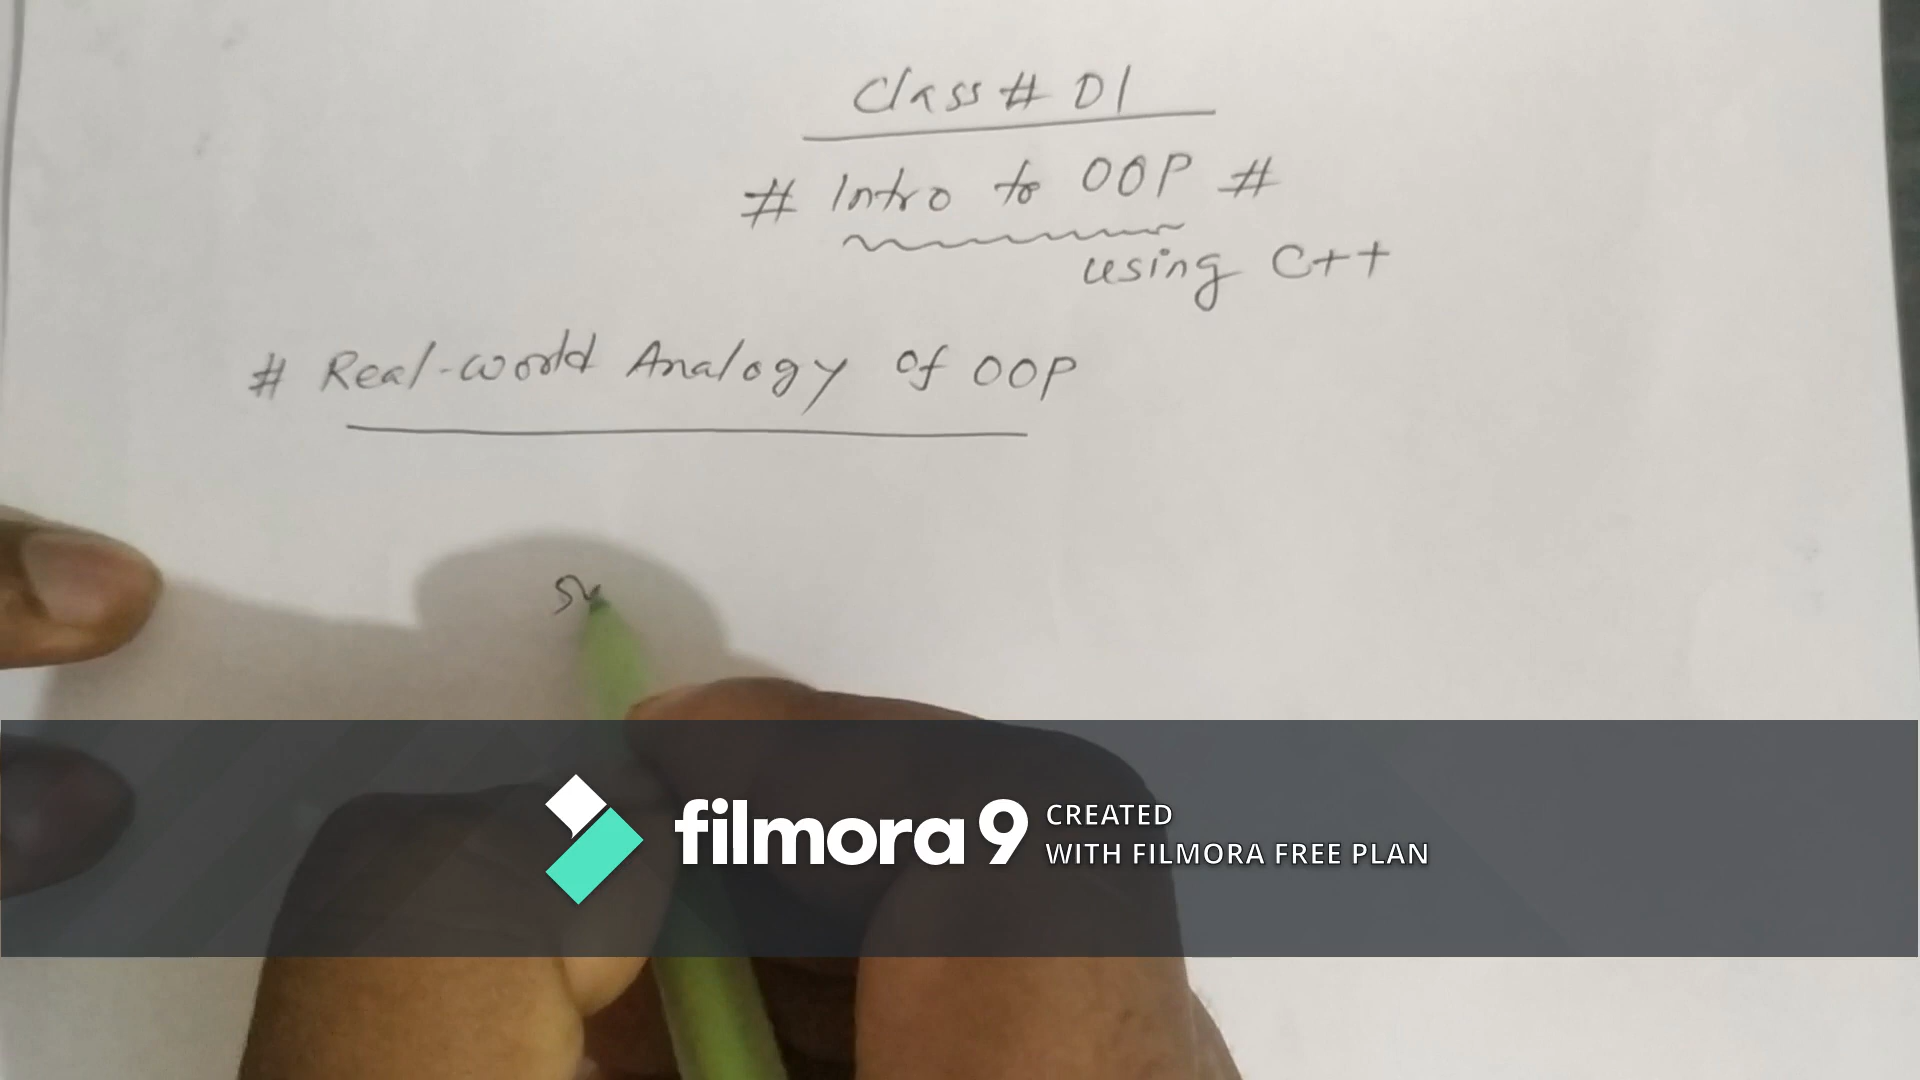 Class # 01
# Intro to OOP #
using C++
# Real-world Analogy of OOP
filmora 9
CREATED
WITH FILMORA FREE PLAN